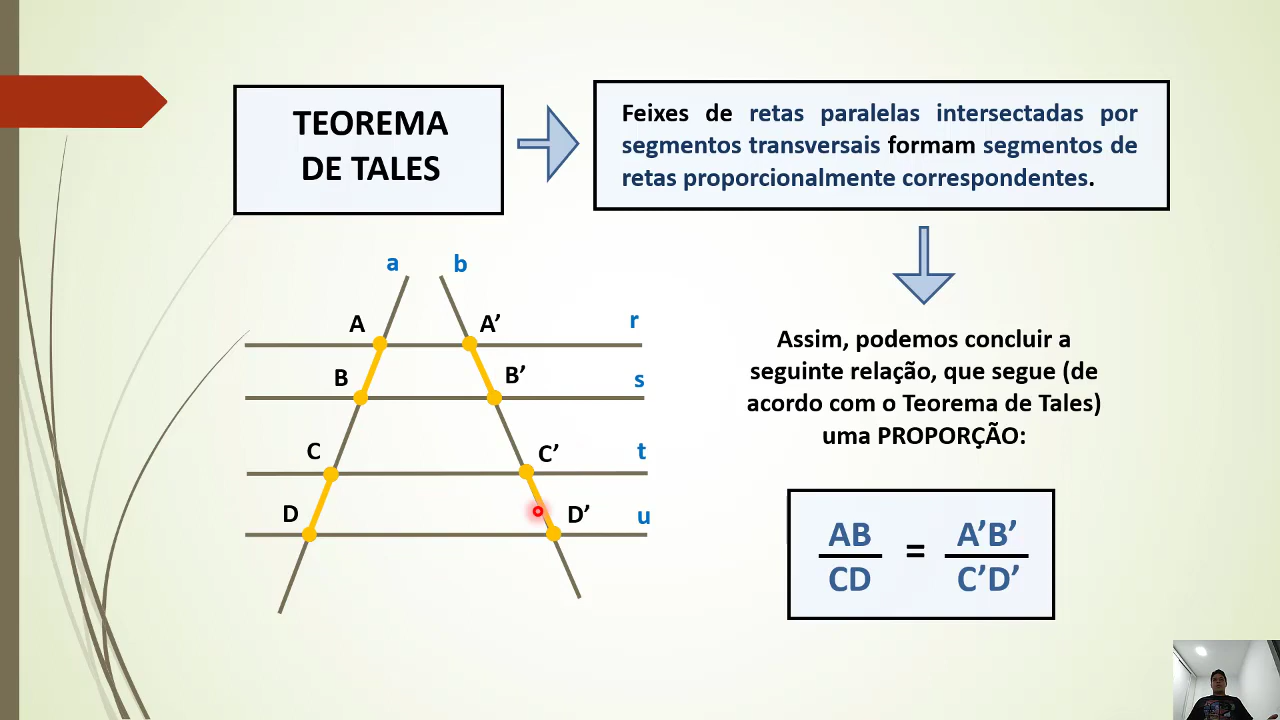 TEOREMA
DE TALES
Feixes de retas paralelas intersectadas por
segmentos transversais formam segmentos de
retas proporcionalmente correspondentes.
a
b
A
A’
r
B
B’
s
C
C’
t
D
D’
u
Assim, podemos concluir a
seguinte relação, que segue (de
acordo com o Teorema de Tales)
uma PROPORÇÃO:
AB
CD
=
A’B’
C’D’